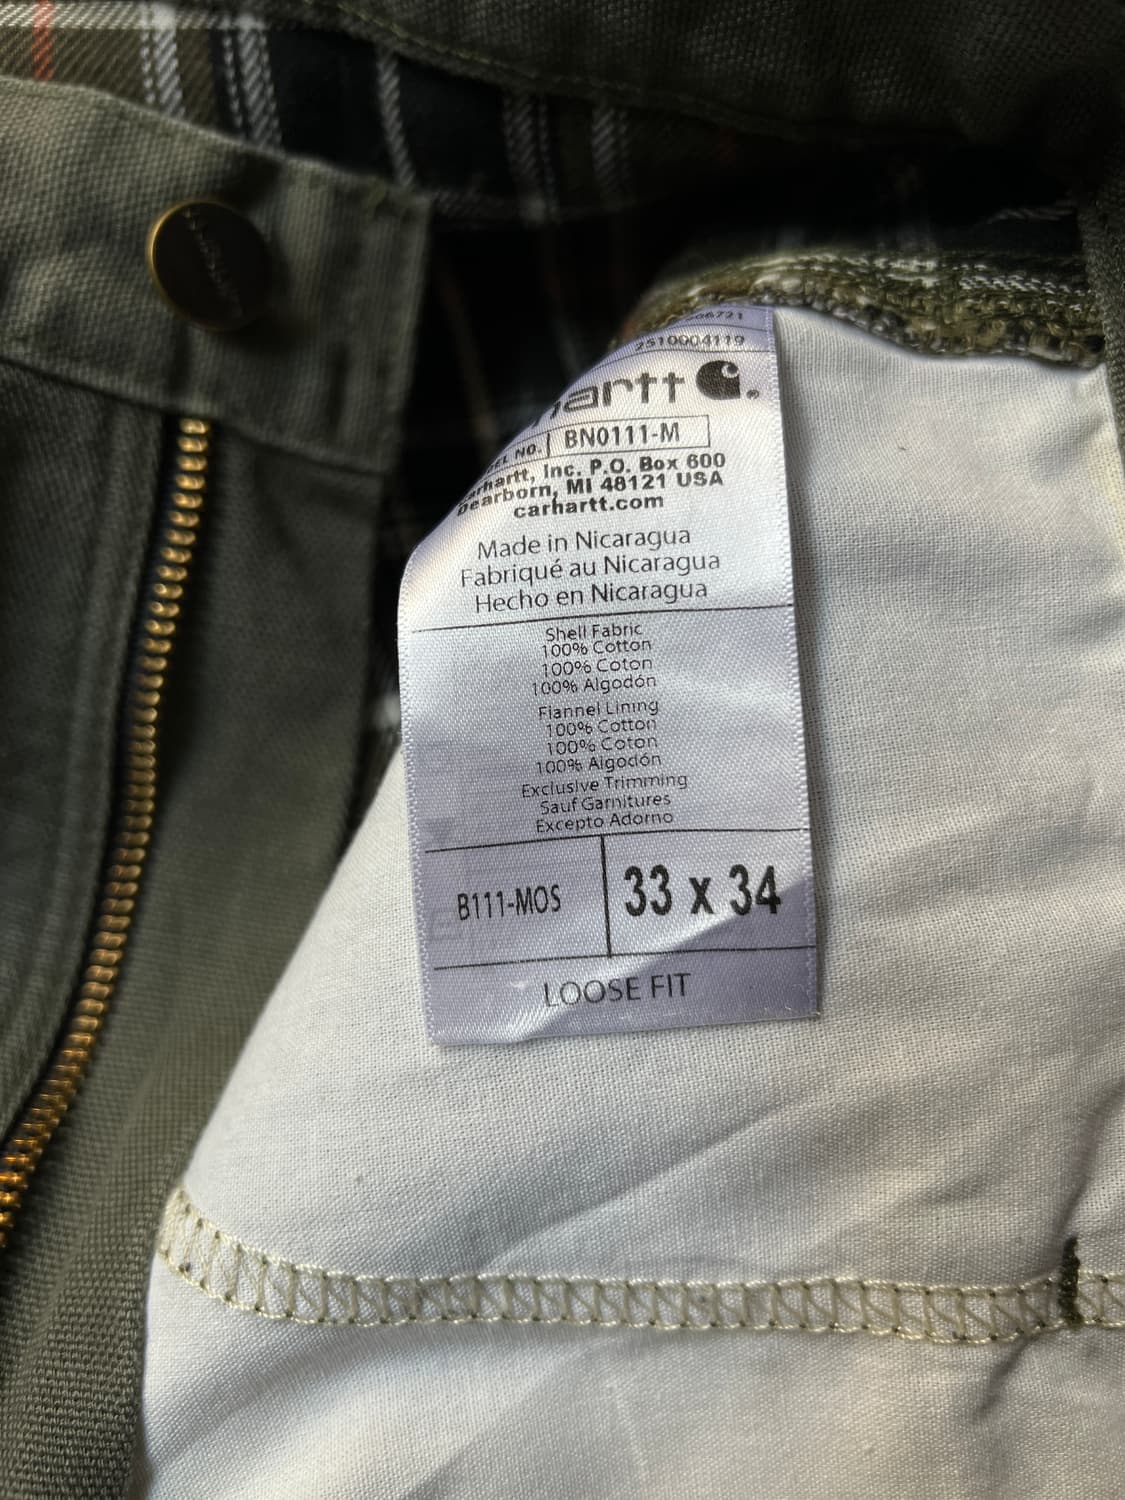 2510004119
BN0111-M
Inc. P.O. Box 600
Dearborn, MI 48121 USA
carhartt.com
Made in Nicaragua
Fabriqué au Nicaragua
Hecho en Nicaragua
Shell Fabric
100% Cotton
100% Coton
100% Algodón
Flannel Lining
100% Cotton
100% Coton
100% Algodón
Exclusive Trimming
Sauf Garnitures
Excepto Adorno
B111-MOS
33 x 34
LOOSE FIT